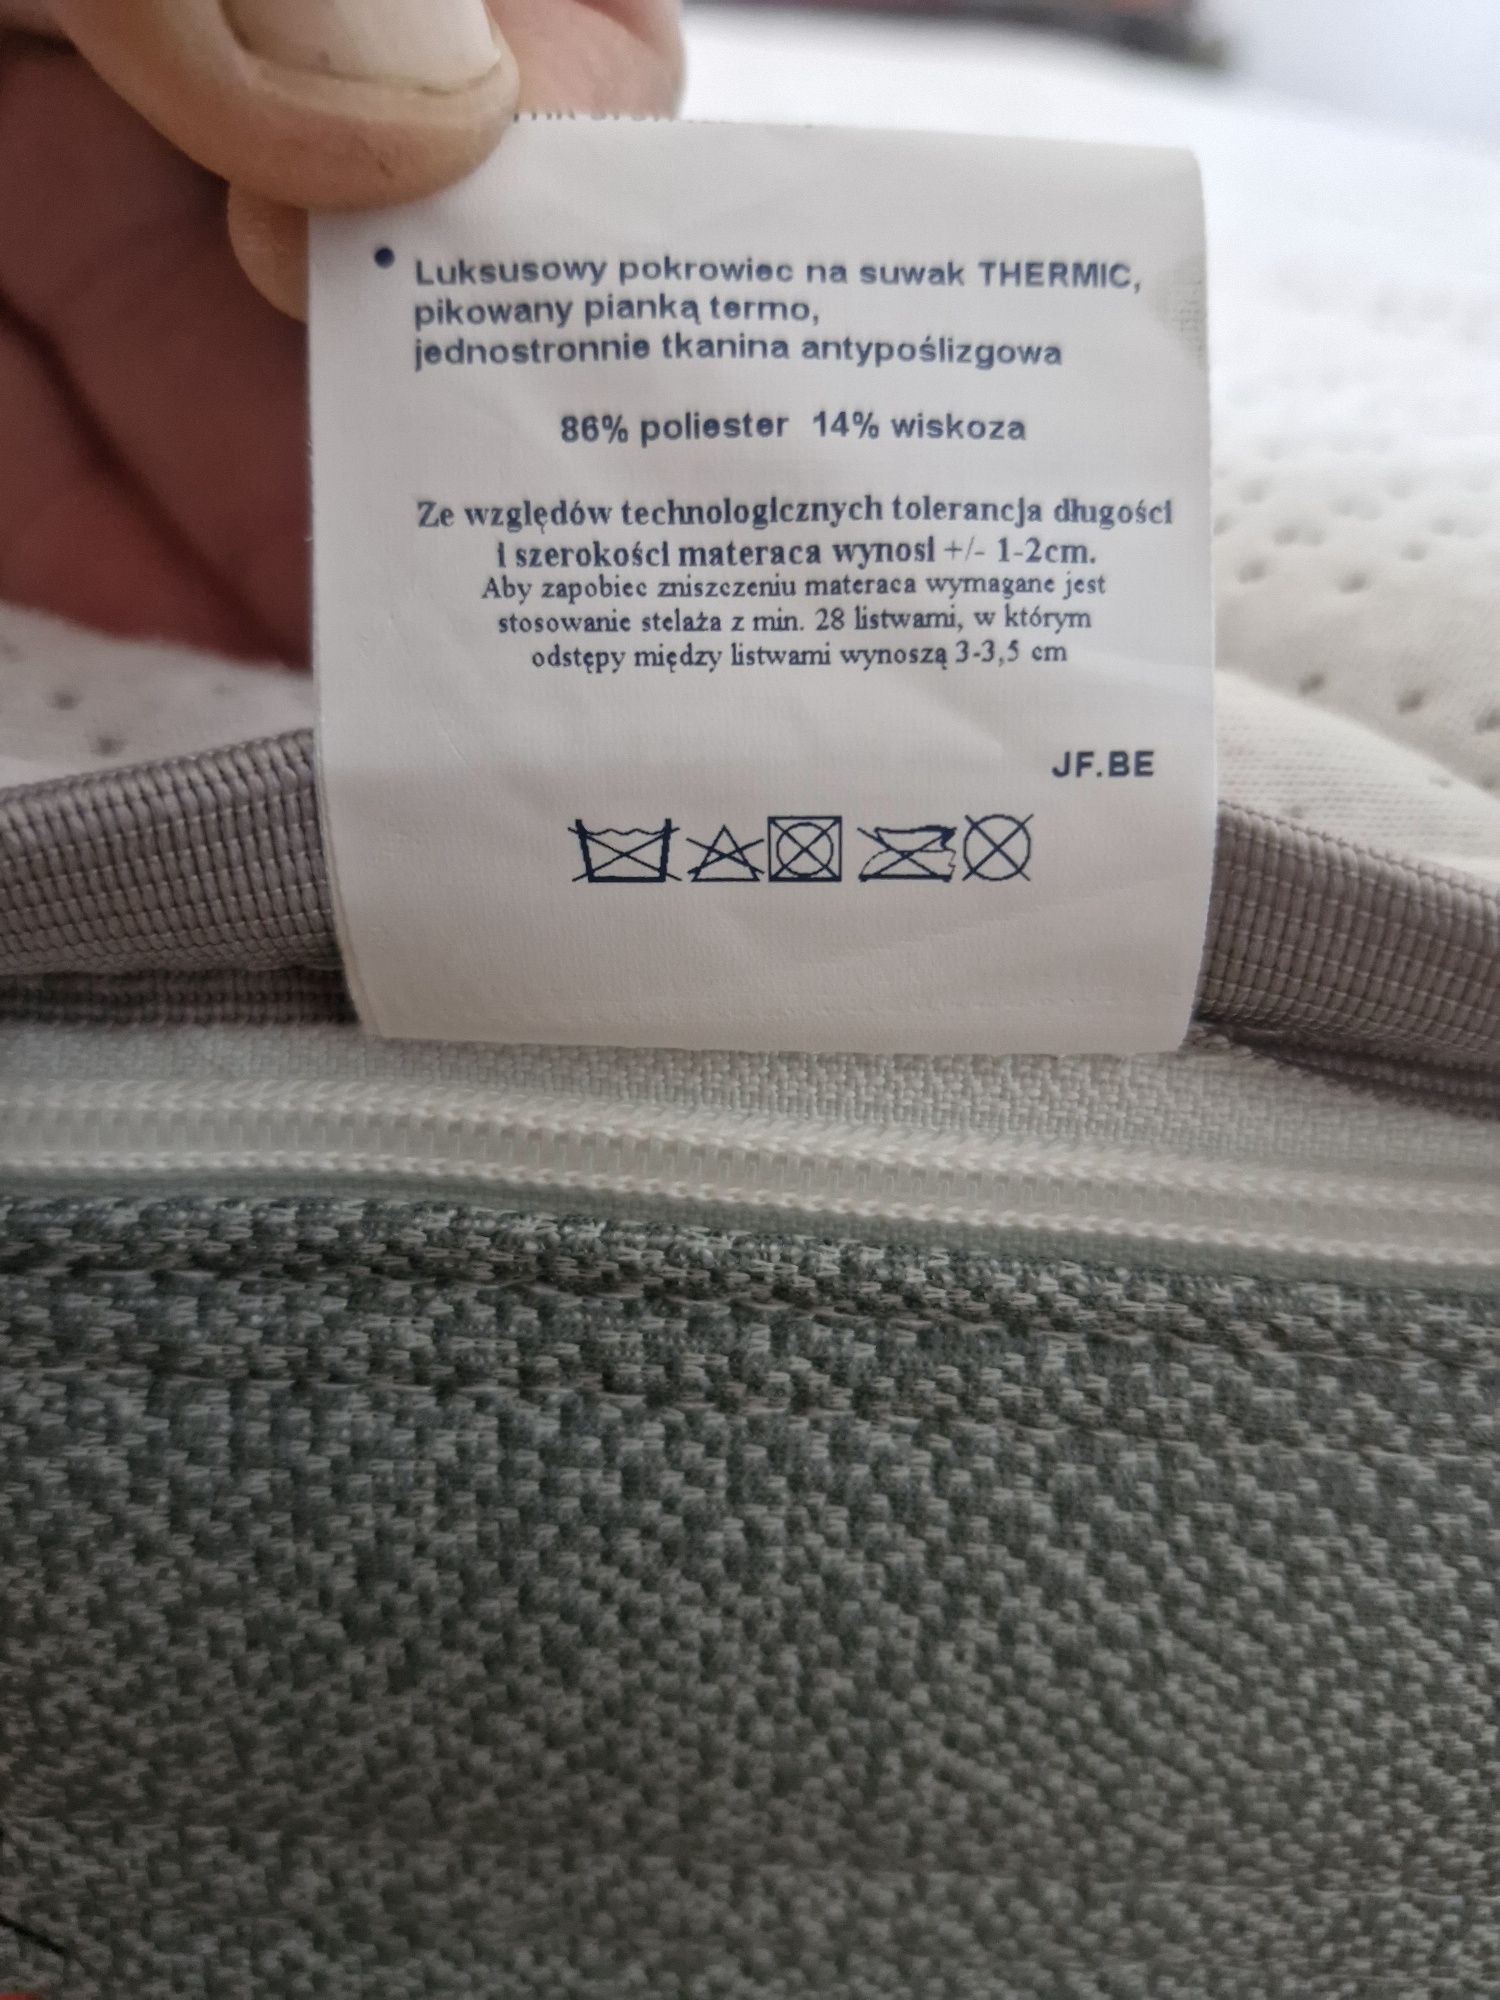 • Luksusowy pokrowiec na suwak THERMIC,
pikowany pianką termo,
jednostronnie tkanina antypoślizgowa
86% poliester 14% wiskoza
Ze względów technologicznych tolerancja długości
i szerokości materaca wynosi +/- 1-2cm.
Aby zapobiec zniszczeniu materaca wymagane jest
stosowanie stelaża z min. 28 listwami, w którym
odstępy między listwami wynoszą 3-3,5 cm
JF.BE